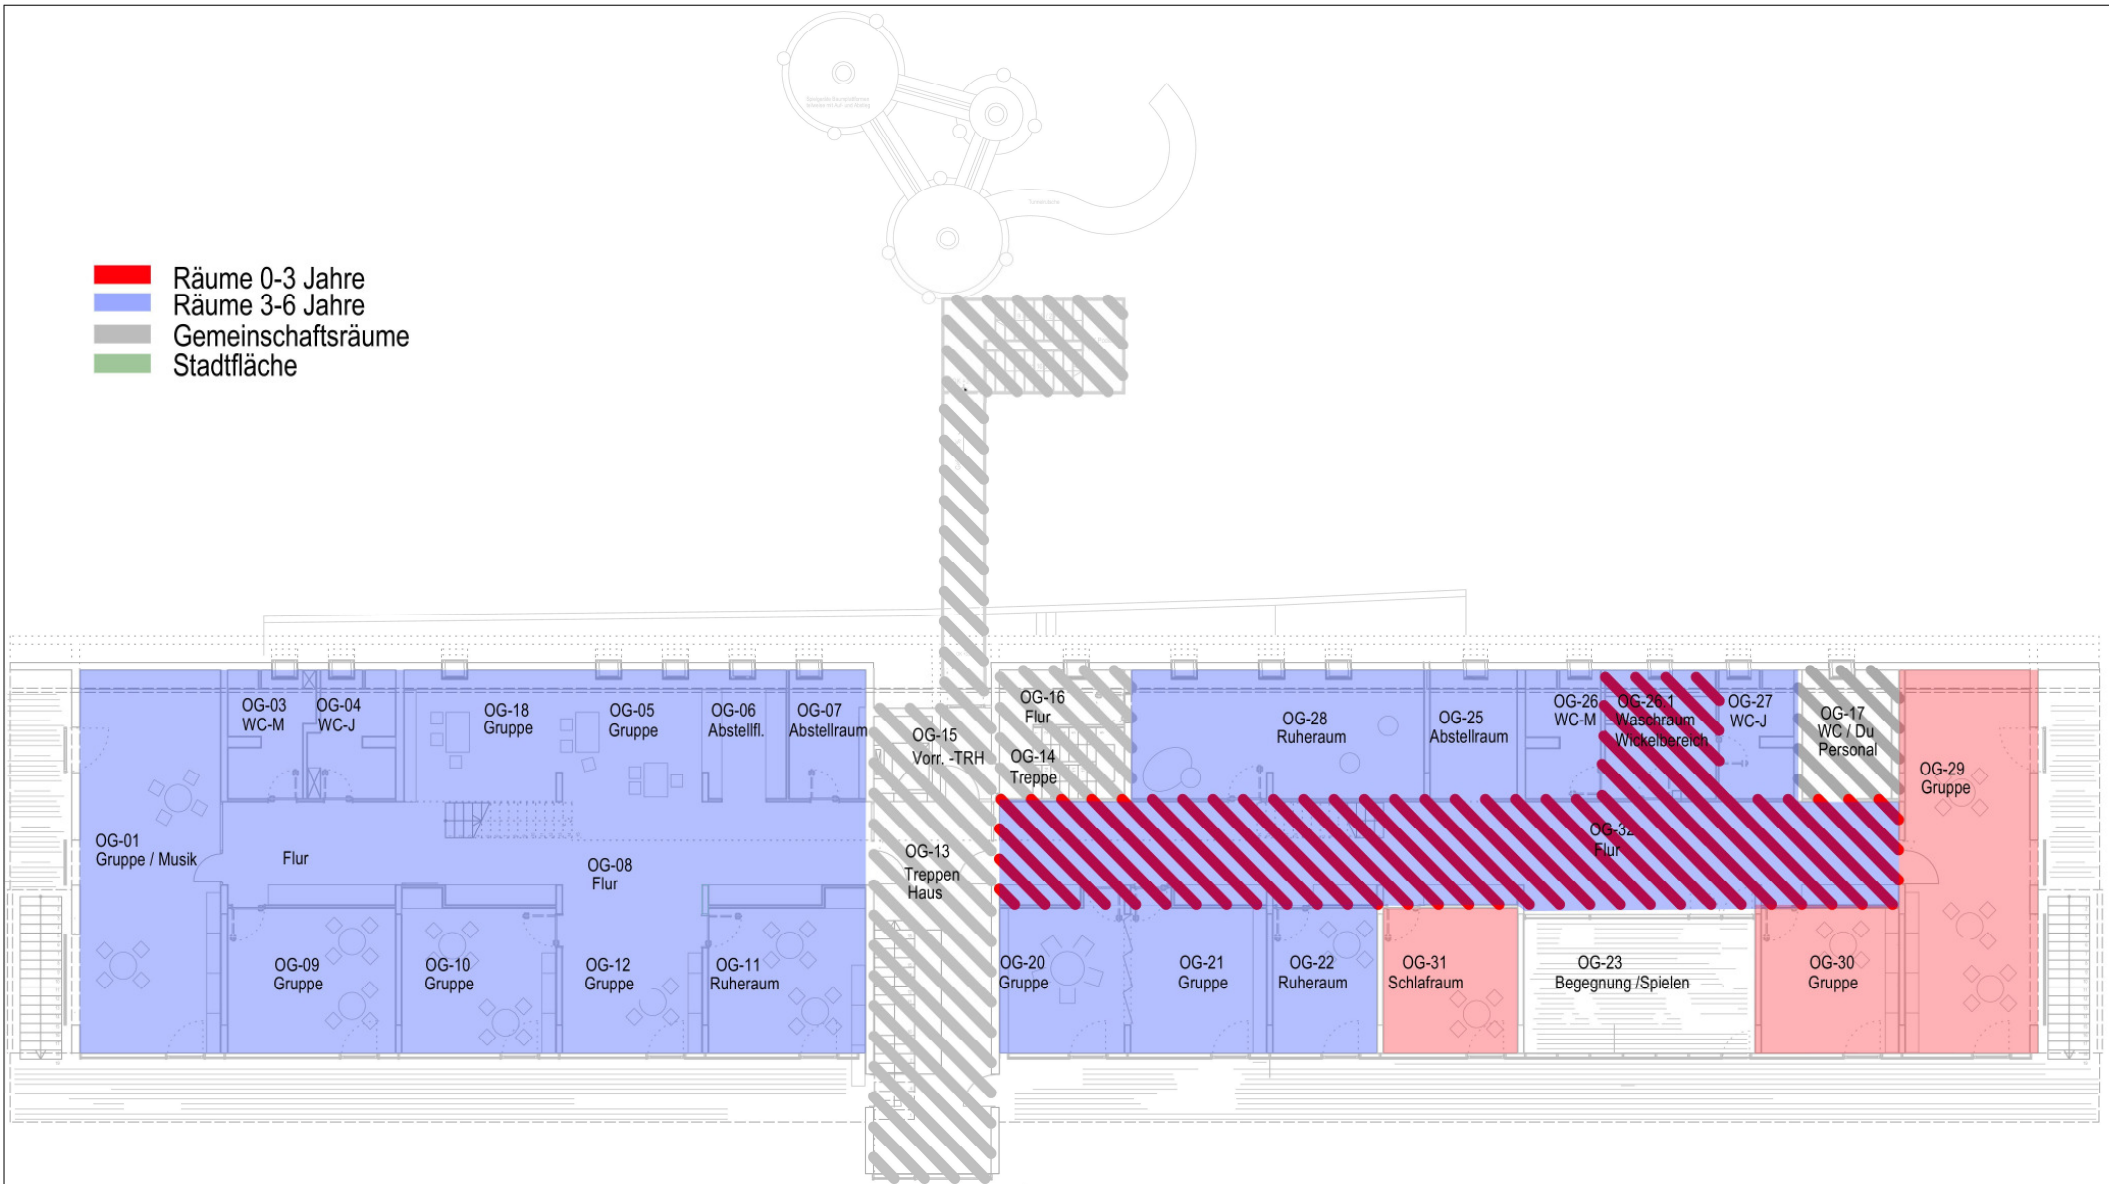 Räume 0-3 Jahre
Räume 3-6 Jahre
Gemeinschaftsräume
Stadtfläche
OG-03
WC-M
OG-04
WC-J
OG-18
Gruppe
OG-05
Gruppe
OG-06
Abstellfl.
OG-07
Abstellraum
OG-15
Vorr. -TRH
OG-16
Flur
OG-14
Treppe
OG-28
Ruheraum
OG-25
Abstellraum
OG-26
WC-M
OG-26.1
Waschraum
Wickelbereich
OG-27
WC-J
OG-17
WC / Du
Personal
OG-29
Gruppe
OG-01
Gruppe / Musik
Flur
OG-08
Flur
OG-13
Treppen
Haus
OG-32
Flur
OG-09
Gruppe
OG-10
Gruppe
OG-12
Gruppe
OG-11
Ruheraum
OG-20
Gruppe
OG-21
Gruppe
OG-22
Ruheraum
OG-31
Schlafraum
OG-23
Begegnung /Spielen
OG-30
Gruppe